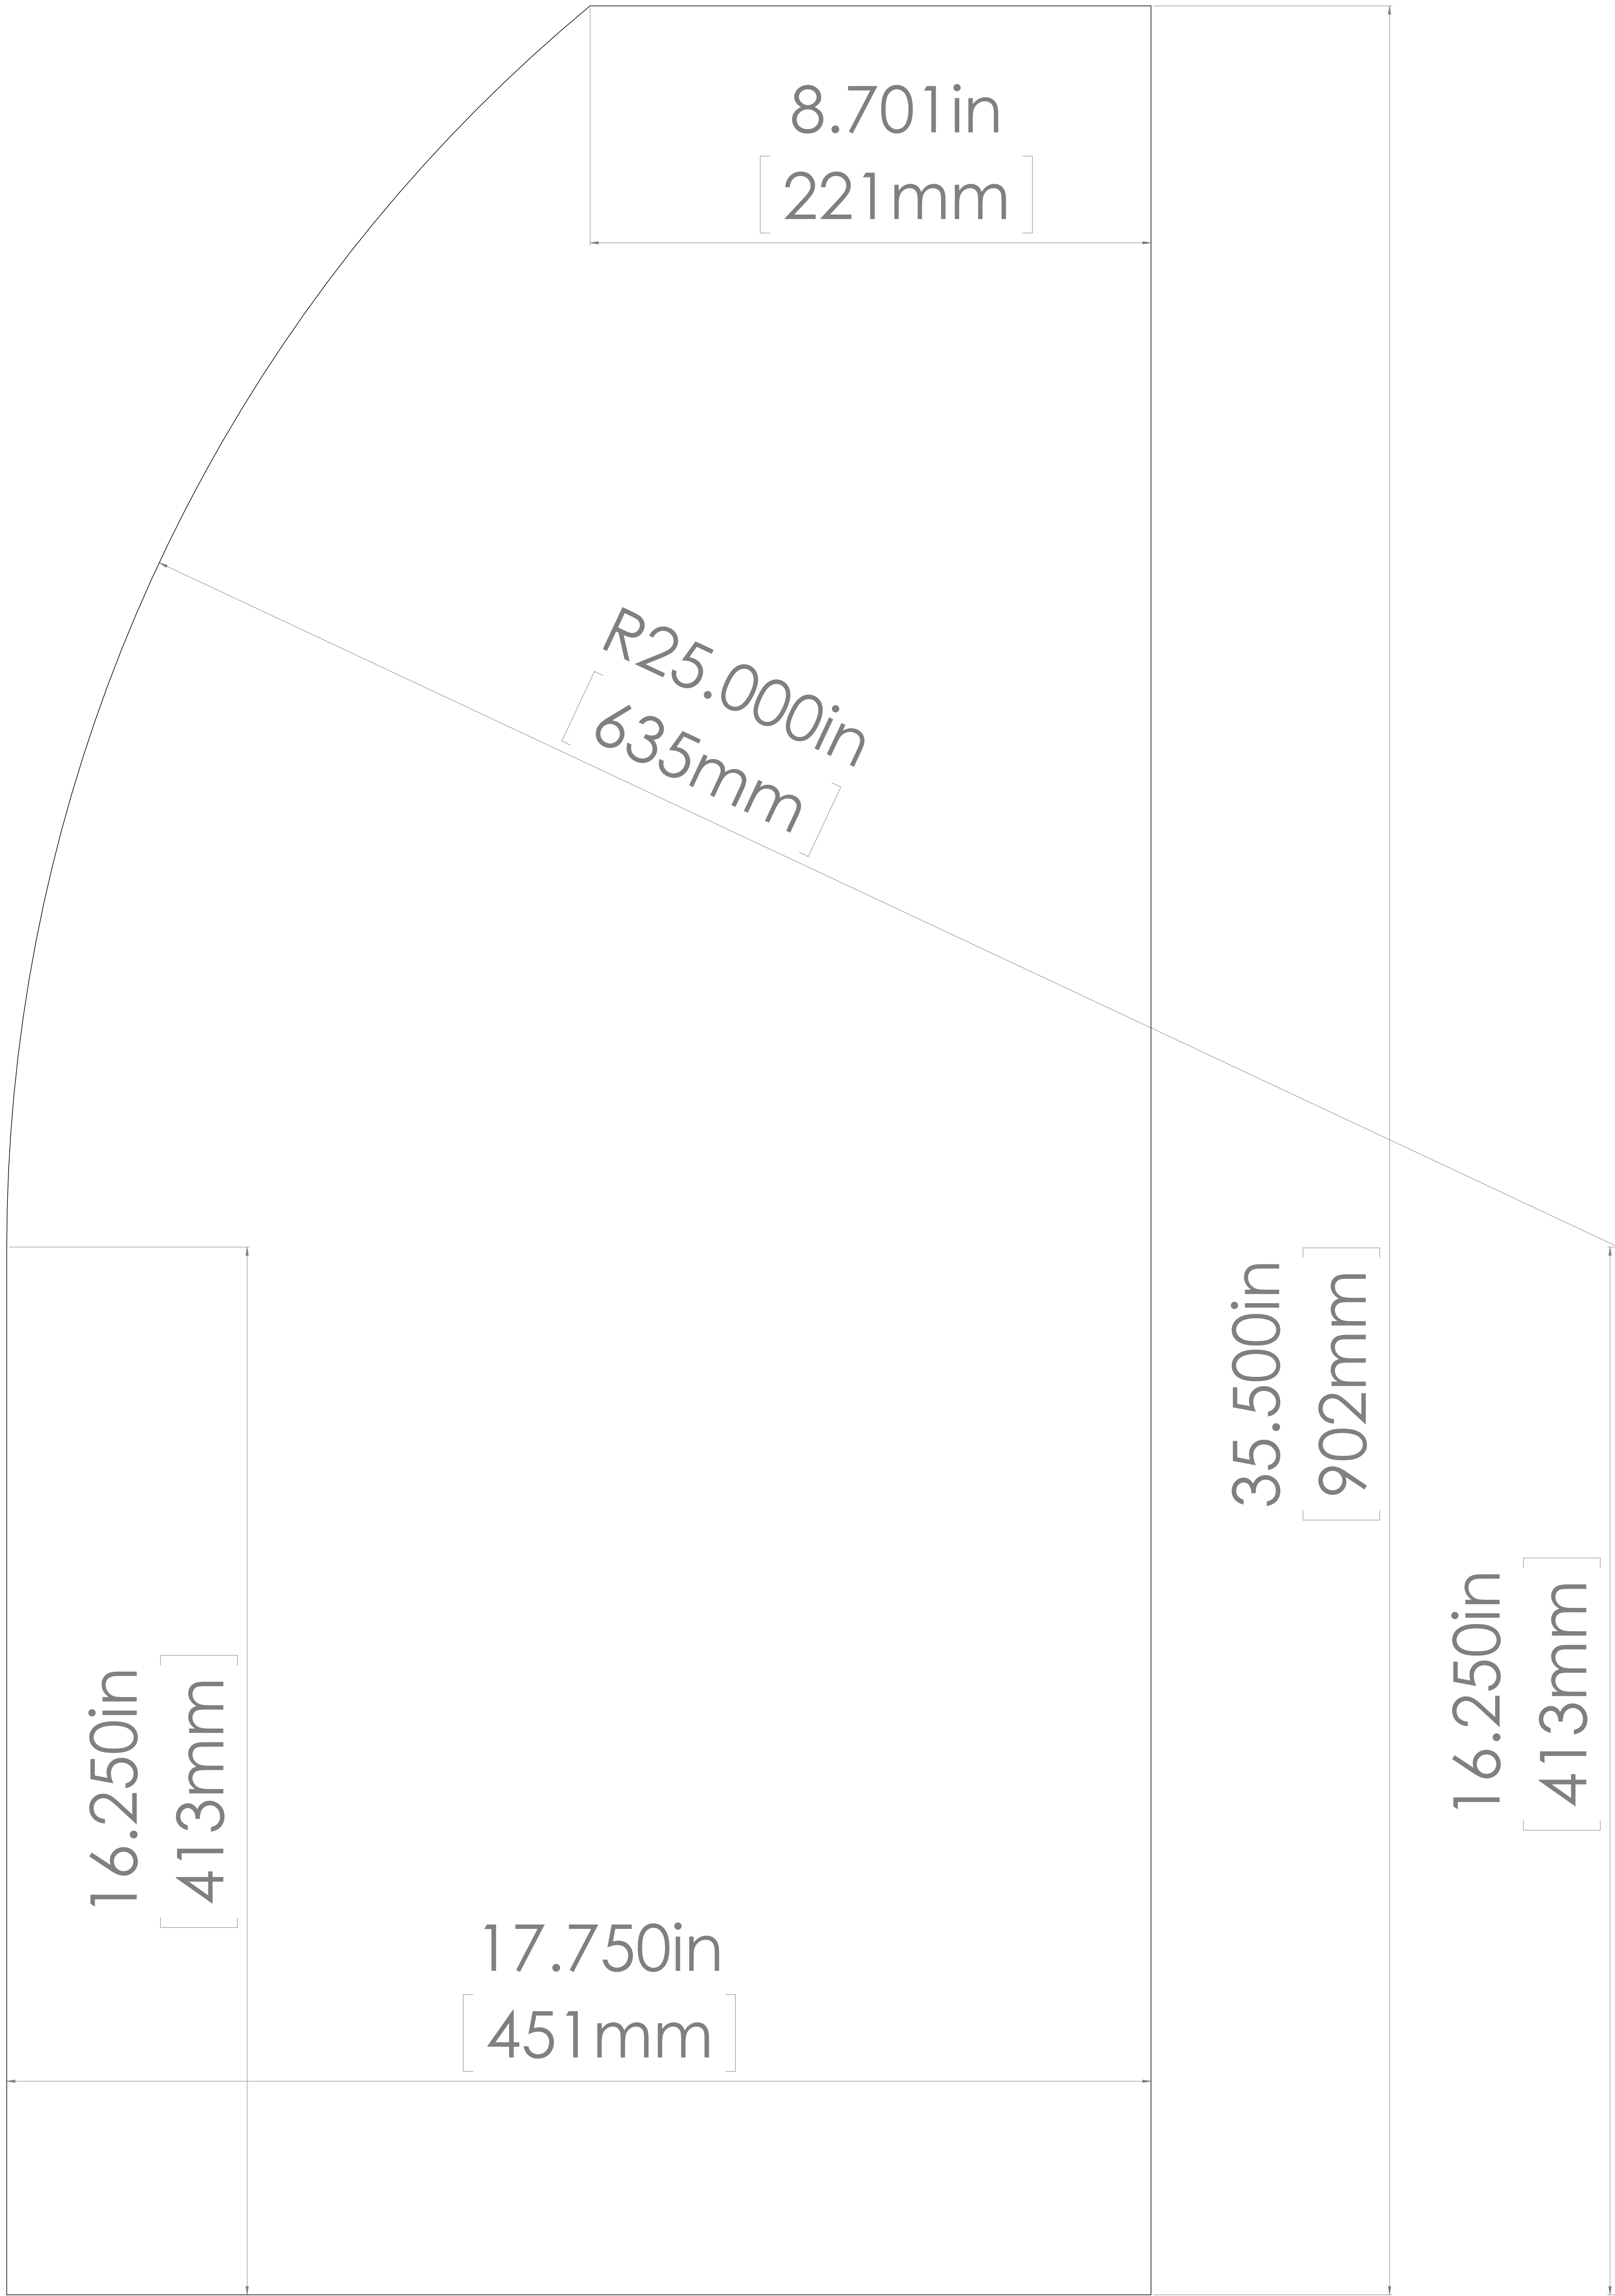 8.701in
[221mm]
R25.000in
[635mm]
35.500in
[902mm]
16.250in
[413mm]
16.250in
[413mm]
17.750in
[451mm]